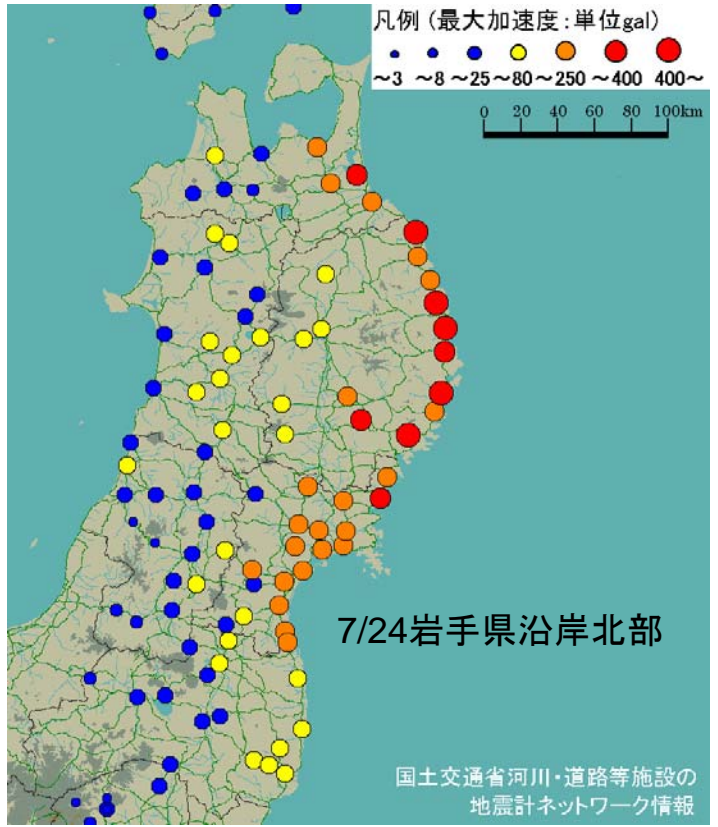 凡例（最大加速度：単位gal）
～3 ～8 ～25 ～80 ～250 ～400 400～
0 20 40 60 80 100km
7/24岩手県沿岸北部
国土交通省河川・道路等施設の
地震計ネットワーク情報